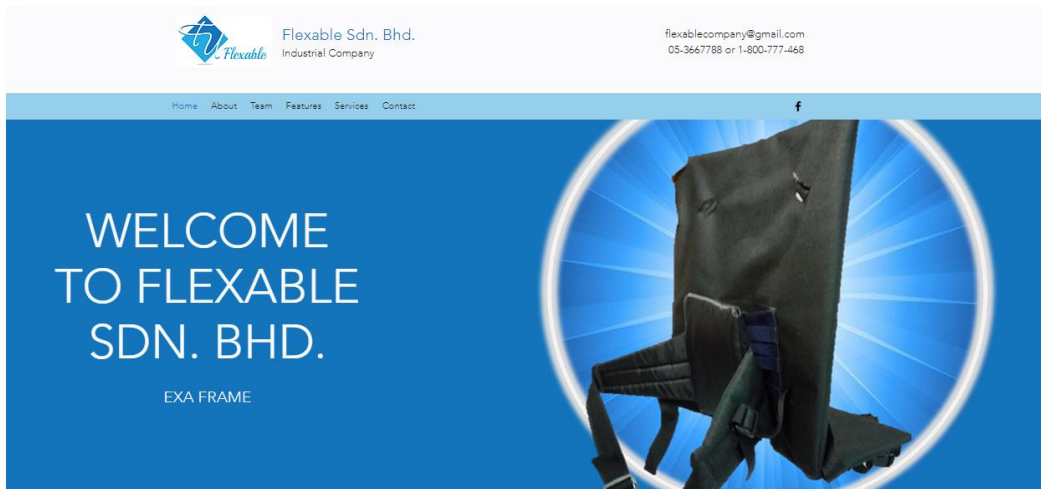 Flexable
Flexable Sdn. Bhd.
Industrial Company
flexablecompany@gmail.com
05-3667788 or 1-800-777-468
Home About Team Features Services Contact
f
WELCOME
TO FLEXABLE
SDN. BHD.
EXA FRAME